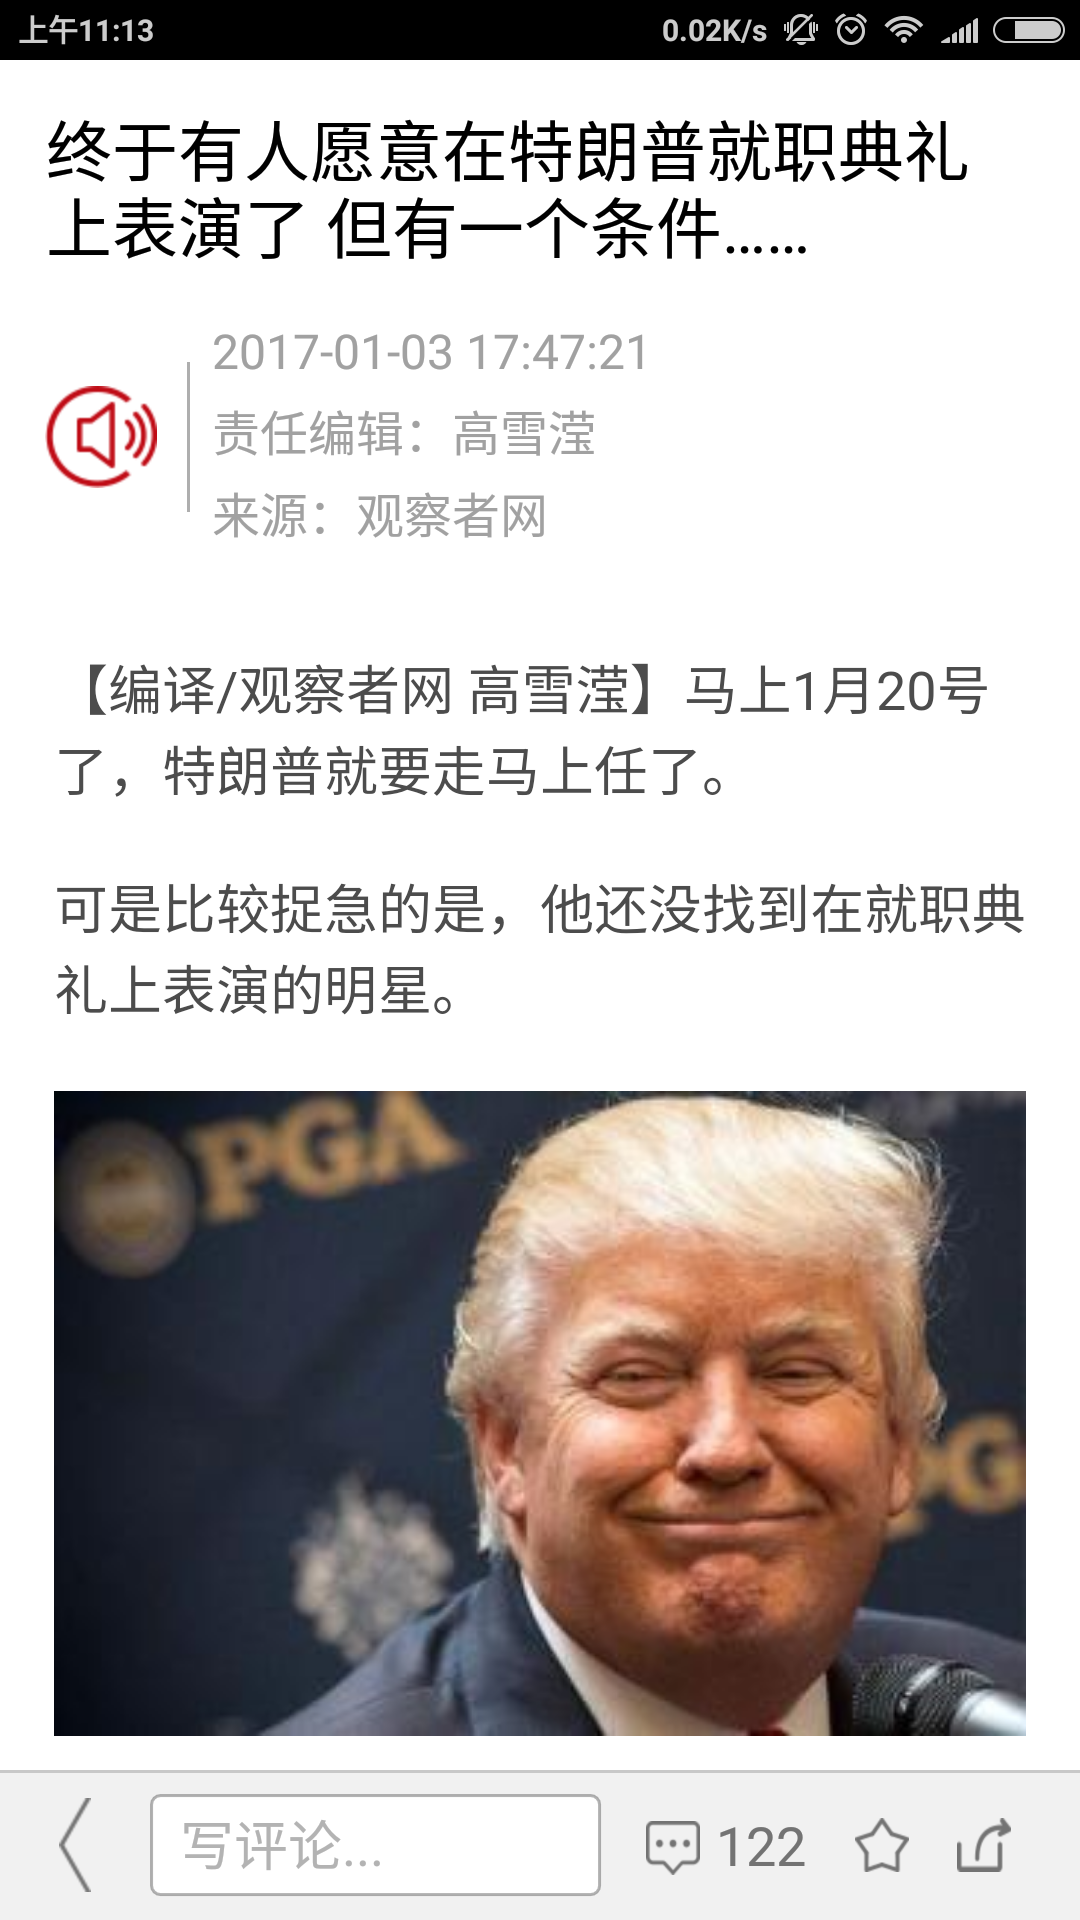 上午11:13
0.02K/s
终于有人愿意在特朗普就职典礼
上表演了 但有一个条件……
2017-01-03 17:47:21
责任编辑：高雪滢
来源：观察者网
【编译/观察者网 高雪滢】马上1月20号
了，特朗普就要走马上任了。
可是比较捉急的是，他还没找到在就职典
礼上表演的明星。
PGA
PG
写评论...
122